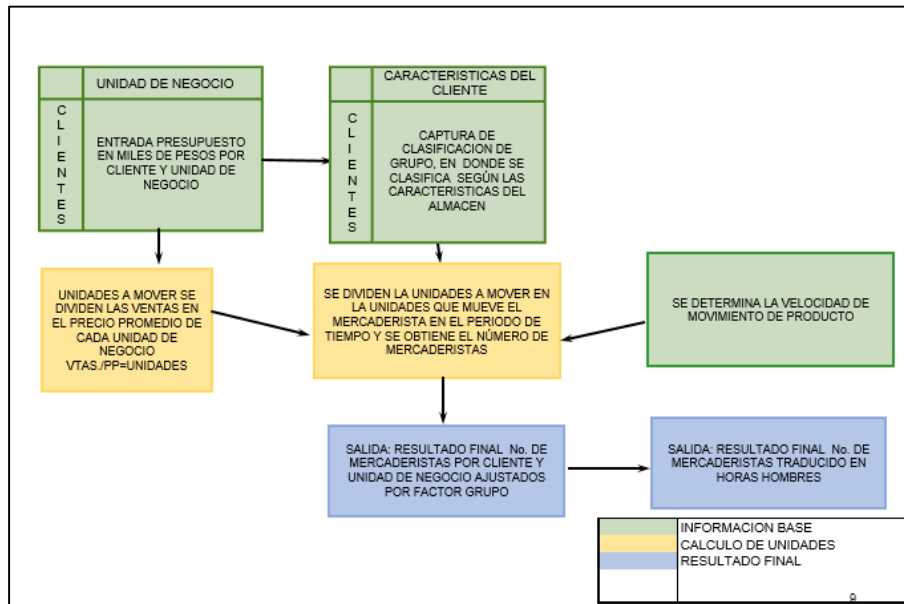 UNIDAD DE NEGOCIO
C
L
I
E
N
T
E
S
ENTRADA PRESUPUESTO
EN MILES DE PESOS POR
CLIENTE Y UNIDAD DE
NEGOCIO
CARACTERISTICAS DEL
CLIENTE
C
L
I
E
N
T
E
S
CAPTURA DE
CLASIFICACION DE
GRUPO, EN DONDE SE
CLASIFICA SEGÚN LAS
CARACTERISTICAS DEL
ALMACEN
UNIDADES A MOVER SE
DIVIDEN LAS VENTAS EN
EL PRECIO PROMEDIO DE
CADA UNIDAD DE
NEGOCIO
VTAS./PP=UNIDADES
SE DIVIDEN LA UNIDADES A MOVER EN
LA UNIDADES QUE MUEVE EL
MERCADERISTA EN EL PERIODO DE
TIEMPO Y SE OBTIENE EL NÚMERO DE
MERCADERISTAS
SE DETERMINA LA VELOCIDAD DE
MOVIMIENTO DE PRODUCTO
SALIDA: RESULTADO FINAL No. DE
MERCADERISTAS POR CLIENTE Y
UNIDAD DE NEGOCIO AJUSTADOS
POR FACTOR GRUPO
SALIDA: RESULTADO FINAL No. DE
MERCADERISTAS TRADUCIDO EN
HORAS HOMBRES
INFORMACION BASE
CALCULO DE UNIDADES
RESULTADO FINAL